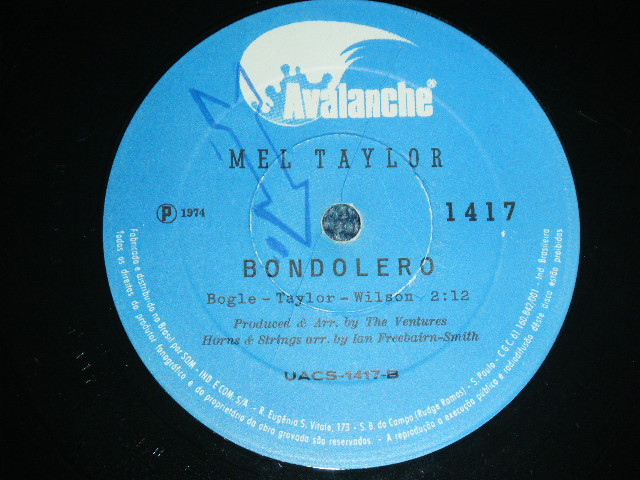 Avalanche®
MEL TAYLOR
℗ 1974
1417
BONDOLERO
Bogle - Taylor - Wilson 2:12
Produced & Arr. by The Ventures
Horns & Strings arr. by Ian Freebairn-Smith
UACS-1417-B
Fabricado e distribuído no Brasil por SOM - IND E COM. S/A. - R. Eugênia S. Vitale, 173 - S. B. do Campo (Rudge Ramos) - S. Paulo - C.G.C. 61.160.842/001 - Ind. Brasileira
Todos os direitos do produtor fonográfico e do proprietário da obra gravada são reservados. - A reprodução a execução pública e radiodifusão dêste disco estão proibidas